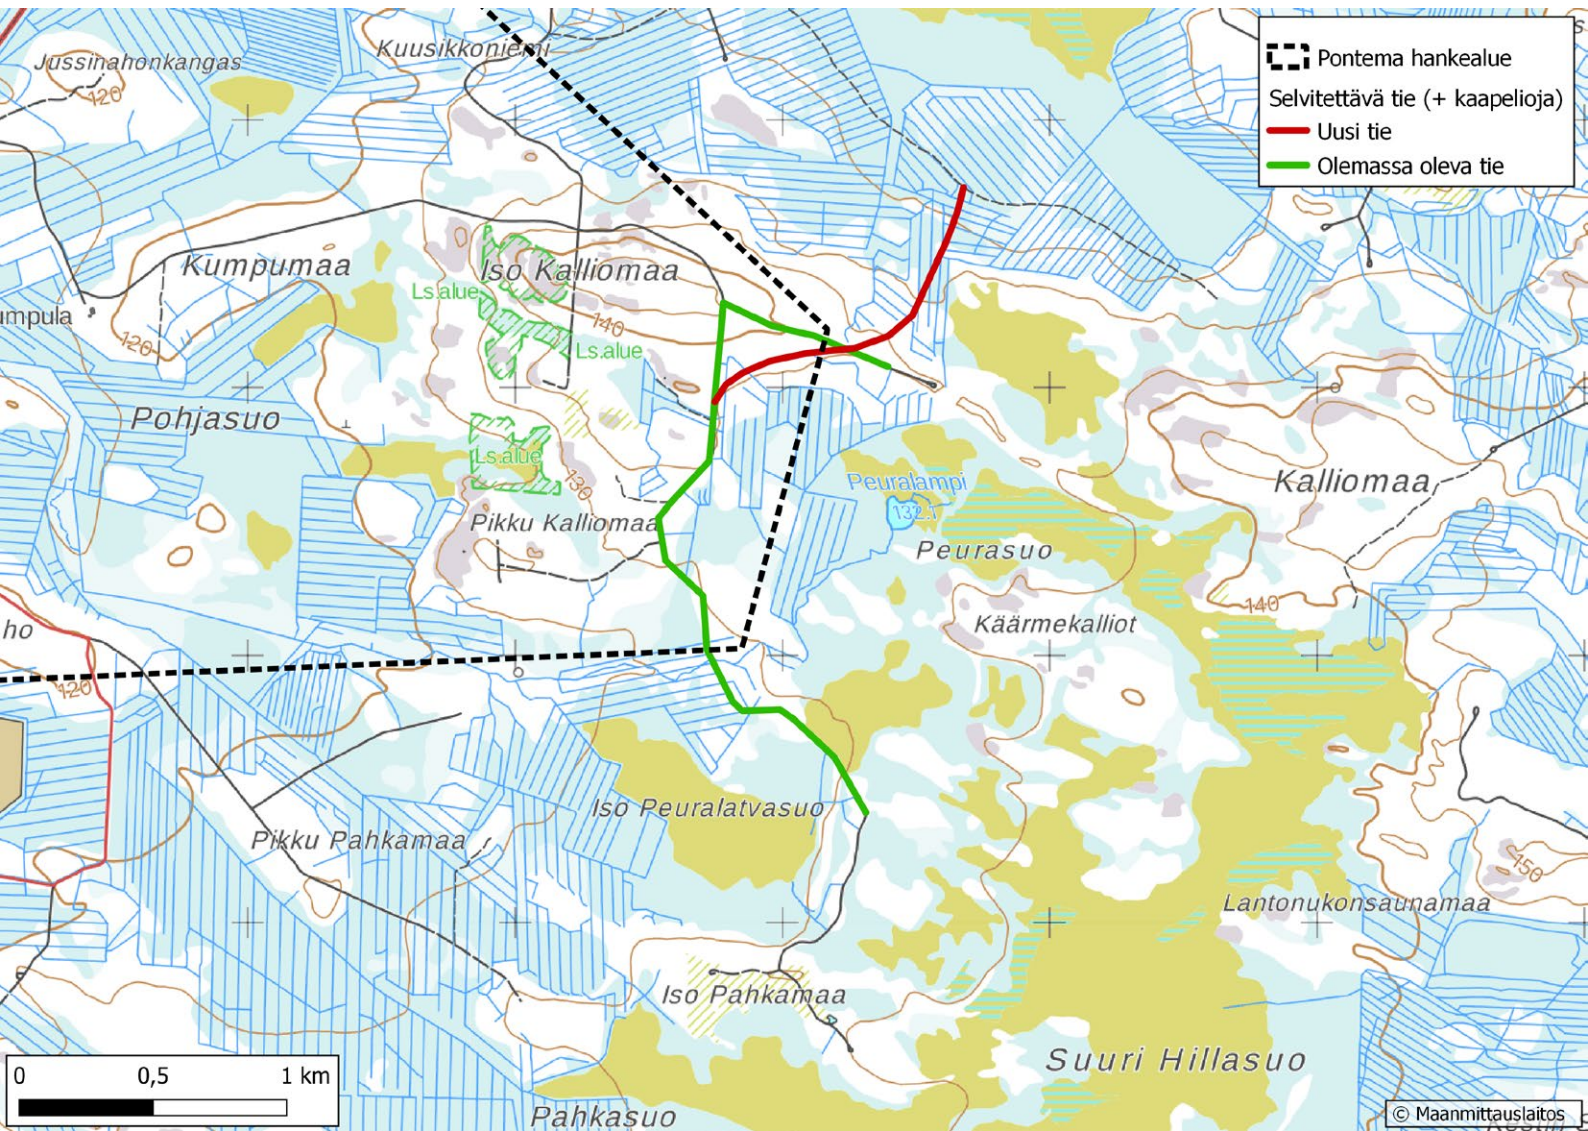 Jussinahonkangas
120
Kuusikkoniemi
Pontema hankealue
Selvitettävä tie (+ kaapelioja)
Uusi tie
Olemassa oleva tie
Kumpumaa
Iso Kalliomaa
Ls.alue
umpula
120
140
Ls.alue
Pohjasuo
Ls.alue
130
Pikku Kalliomaa
Peuralampi
132.1
Kalliomaa
Peurasuo
140
Käärmekalliot
ho
120
Iso Peuralatvasuo
Pikku Pahkamaa
150
Lantonukonsaunamaa
Iso Pahkamaa
Suuri Hillasuo
0 0,5 1 km
Pahkasuo
© Maanmittauslaitos